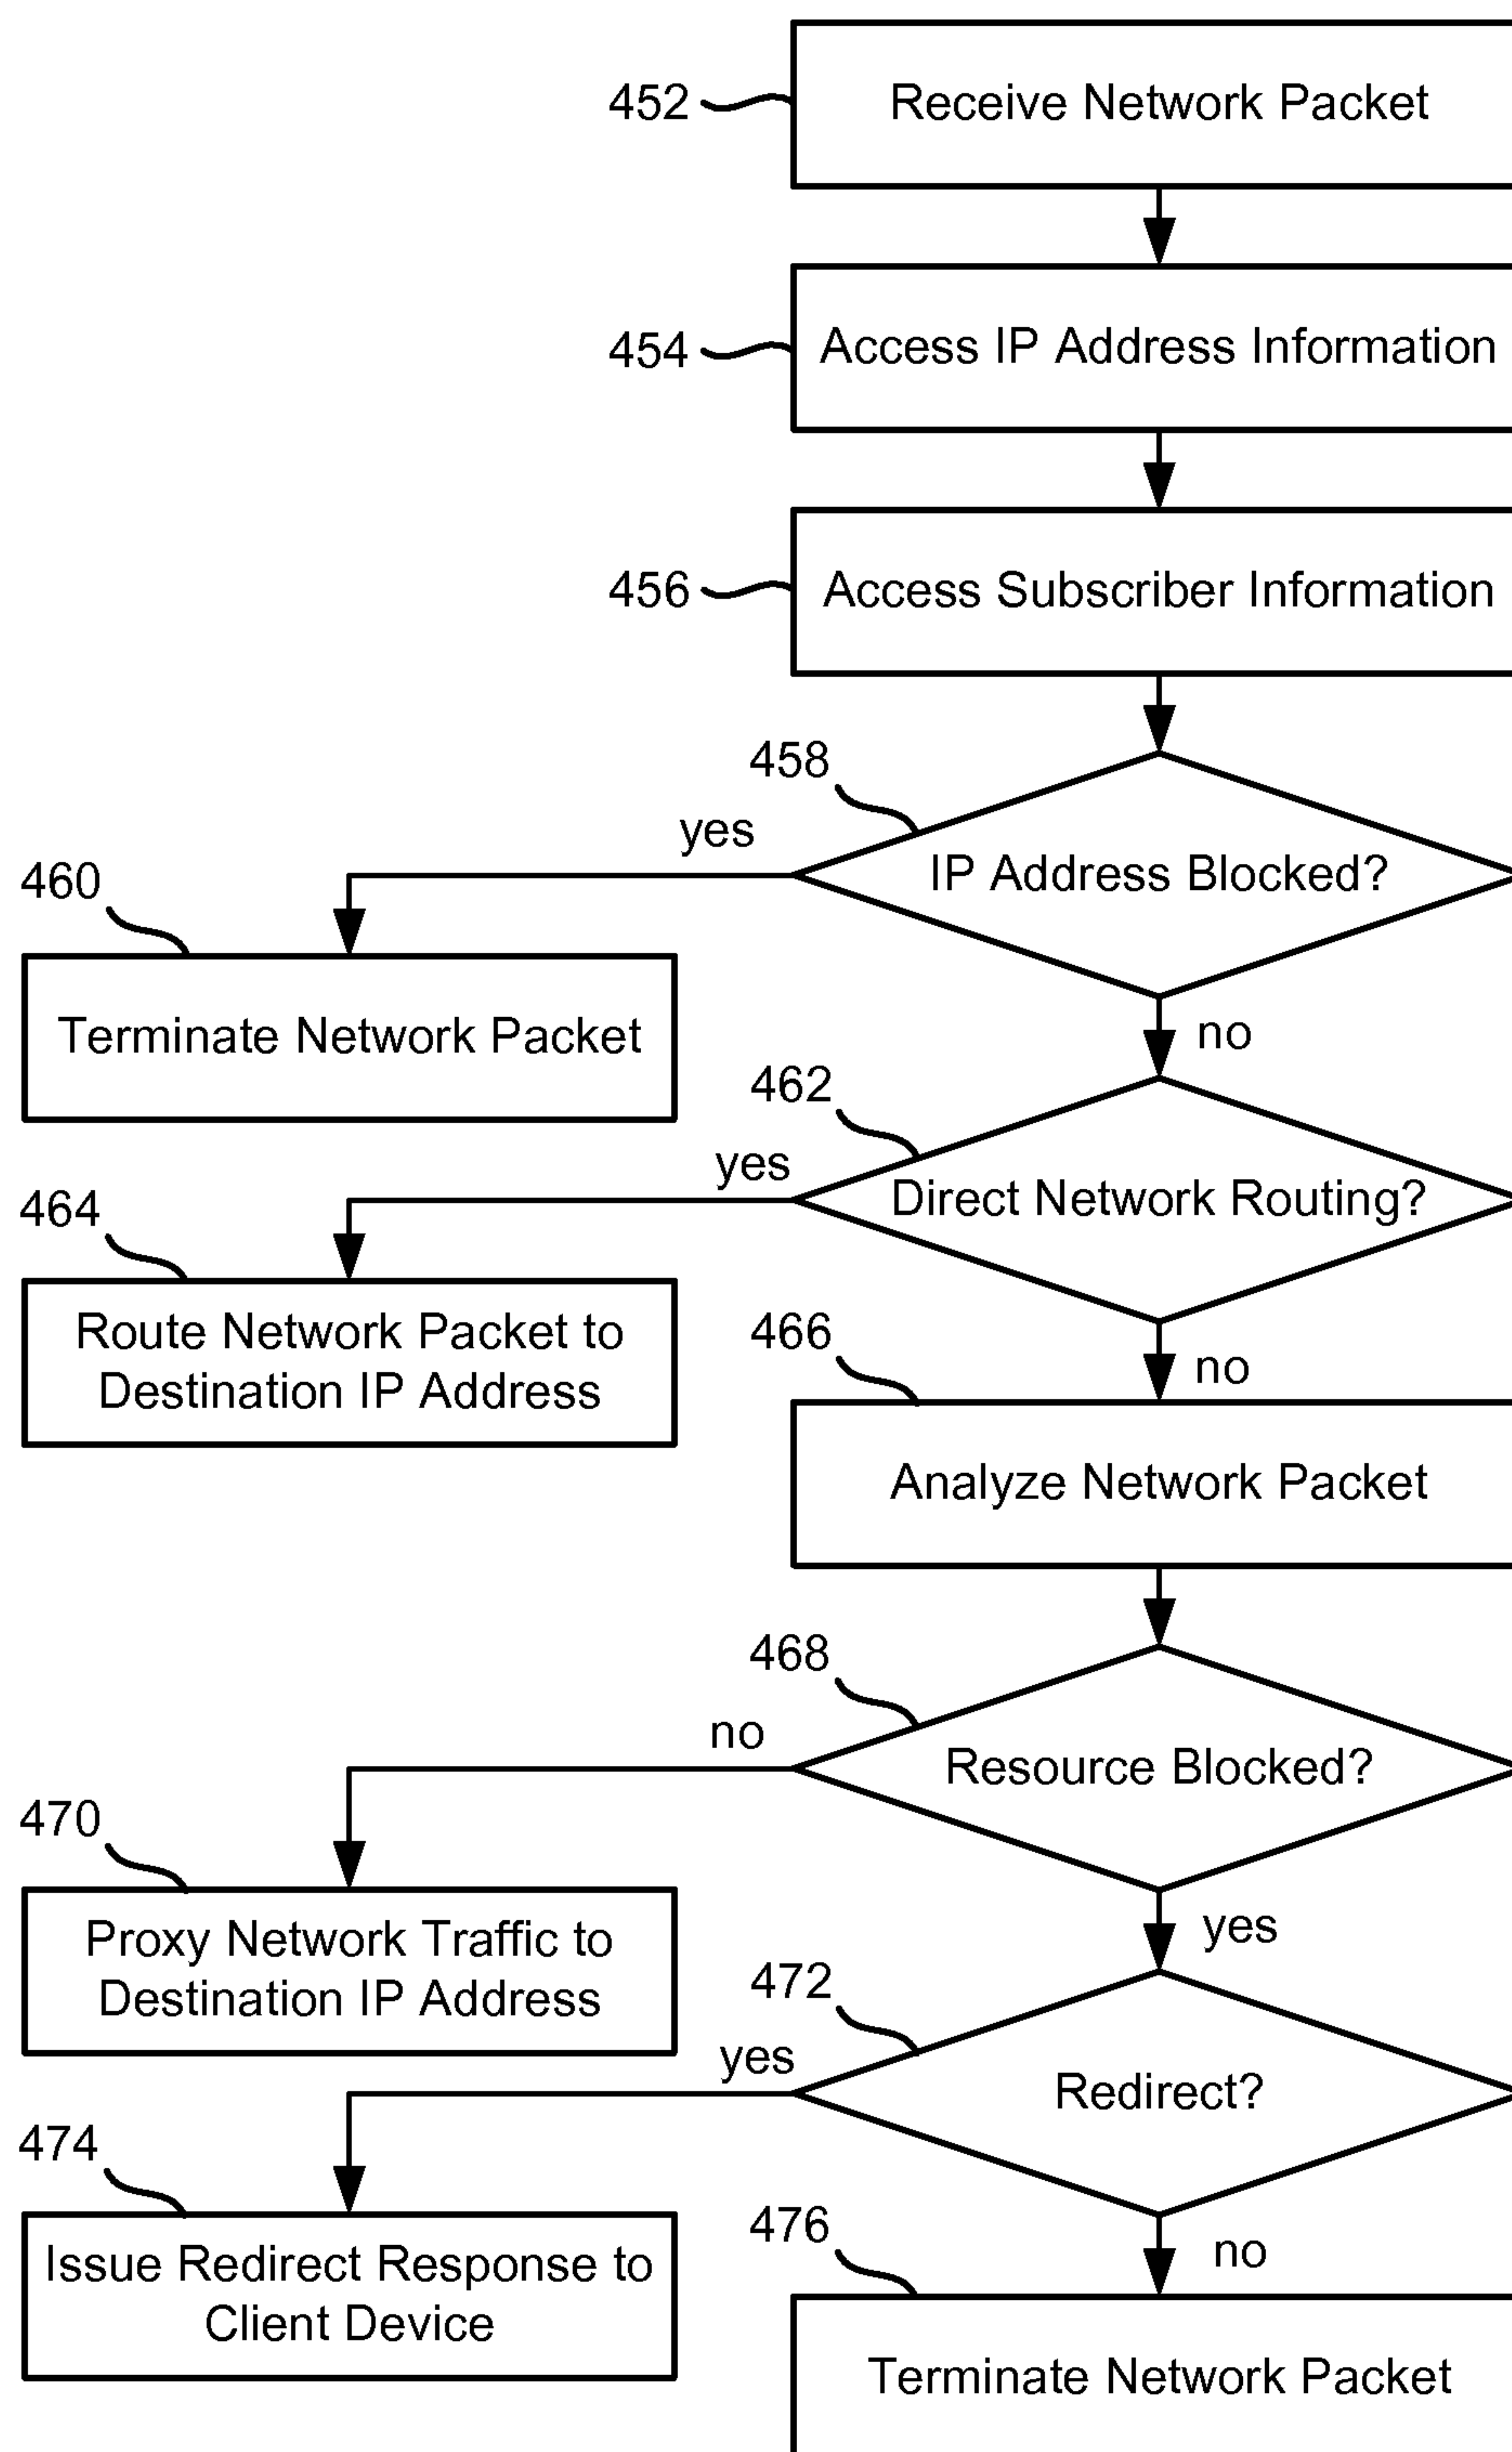 452
Receive Network Packet
454
Access IP Address Information
456
Access Subscriber Information
458
yes
IP Address Blocked?
460
Terminate Network Packet
no
462
yes
Direct Network Routing?
464
Route Network Packet to
Destination IP Address
466
no
Analyze Network Packet
468
no
Resource Blocked?
470
Proxy Network Traffic to
Destination IP Address
yes
472
yes
Redirect?
474
Issue Redirect Response to
Client Device
476
no
Terminate Network Packet